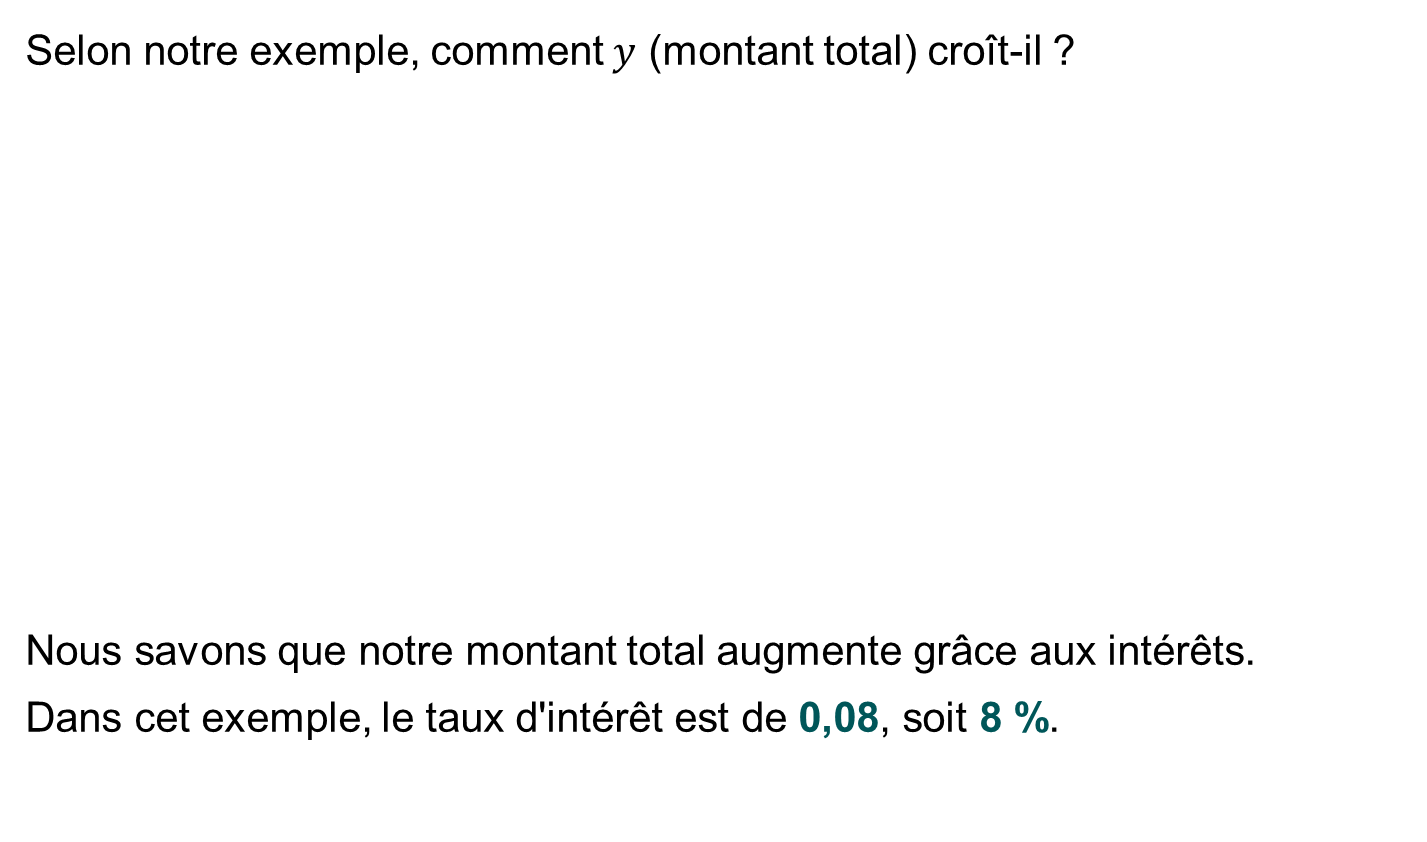 Selon notre exemple, comment y (montant total) croît-il ?
Nous savons que notre montant total augmente grâce aux intérêts.
Dans cet exemple, le taux d'intérêt est de 0,08, soit 8 %.